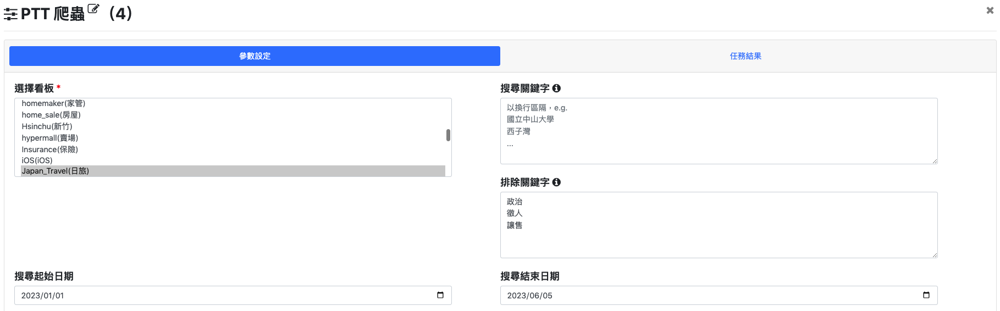 PTT 爬蟲 （4）
參數設定
任務結果
選擇看板 *
homemaker(家管)
home_sale(房屋)
Hsinchu(新竹)
hypermall(賣場)
Insurance(保險)
iOS(iOS)
Japan_Travel(日旅)
搜尋關鍵字
以換行區隔，e.g.
國立中山大學
西子灣
...
排除關鍵字
政治
徵人
讓售
搜尋起始日期
2023/01/01
搜尋結束日期
2023/06/05